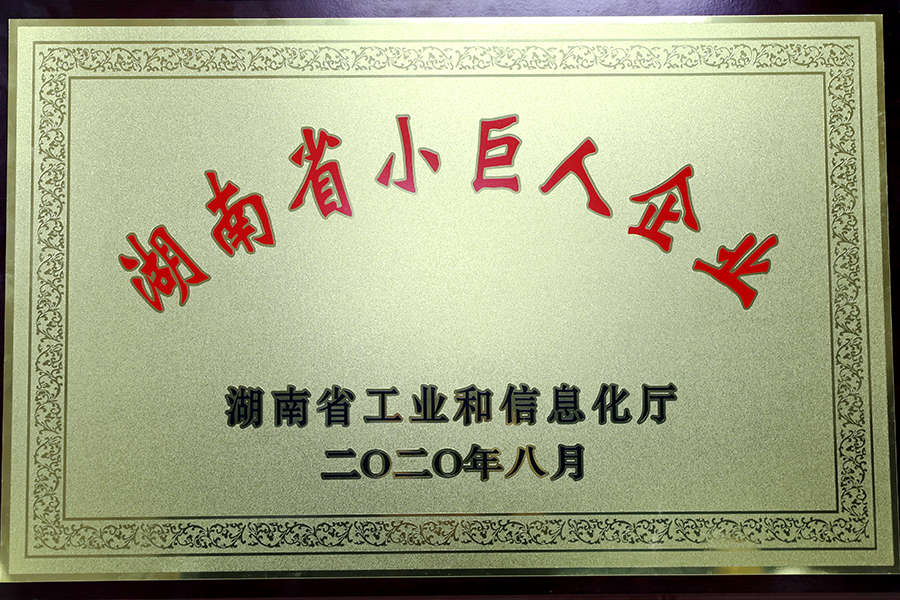 湖南省小巨人企业
湖南省工业和信息化厅
二〇二〇年八月